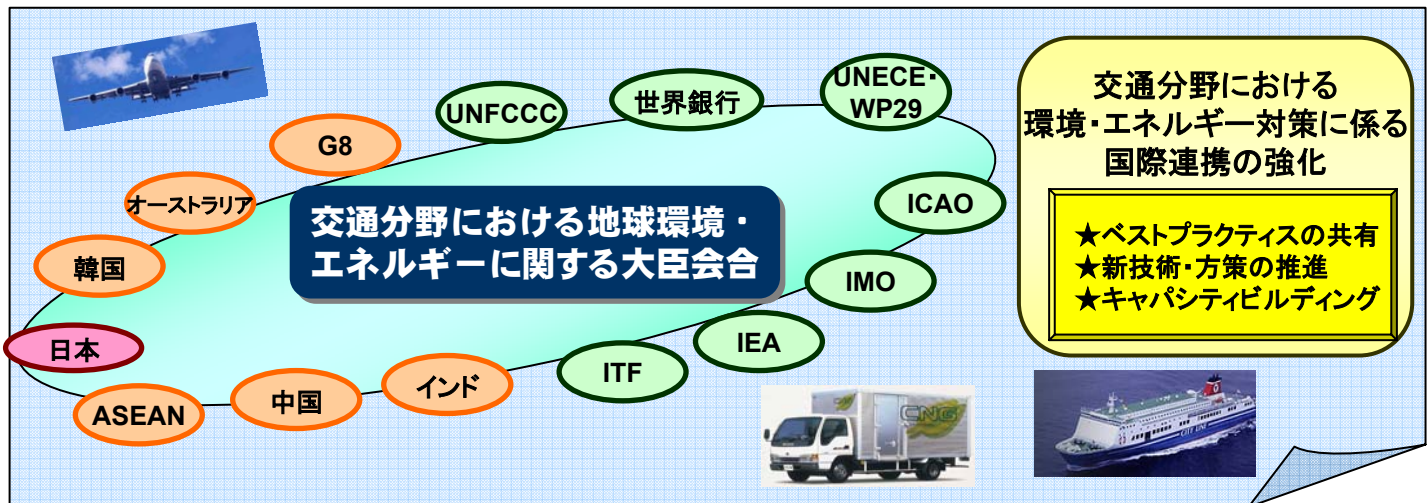 UNFCCC
世界銀行
UNECE・
WP29
G8
オーストラリア
韓国
日本
ASEAN
中国
インド
ITF
IEA
IMO
ICAO
交通分野における地球環境・
エネルギーに関する大臣会合
交通分野における
環境・エネルギー対策に係る
国際連携の強化
★ベストプラクティスの共有
★新技術・方策の推進
★キャパシティビルディング
CNG
CITY LINE